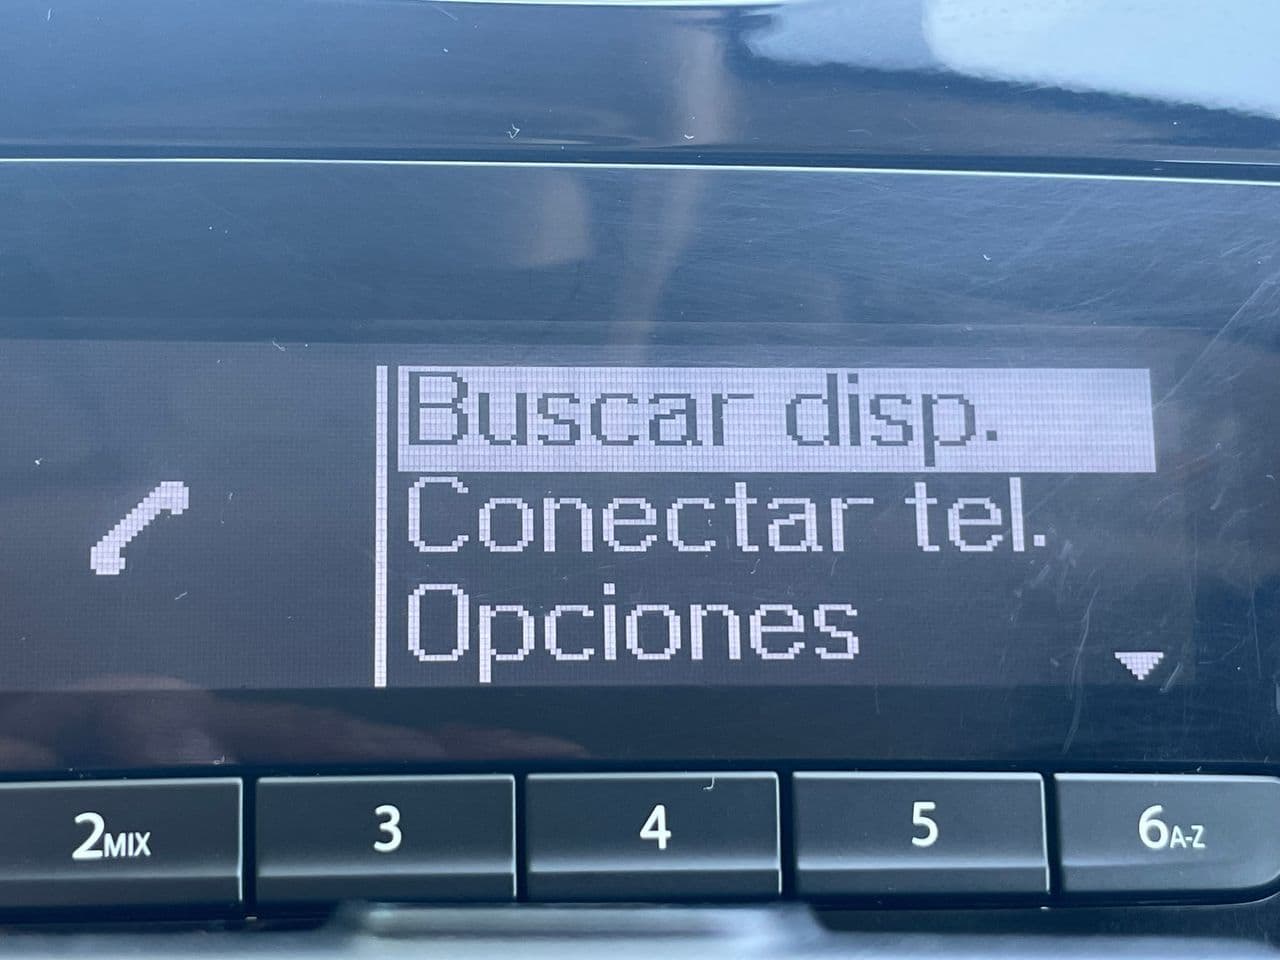 Buscar disp.
Conectar tel.
Opciones
2MIX
3
4
5
6A-Z